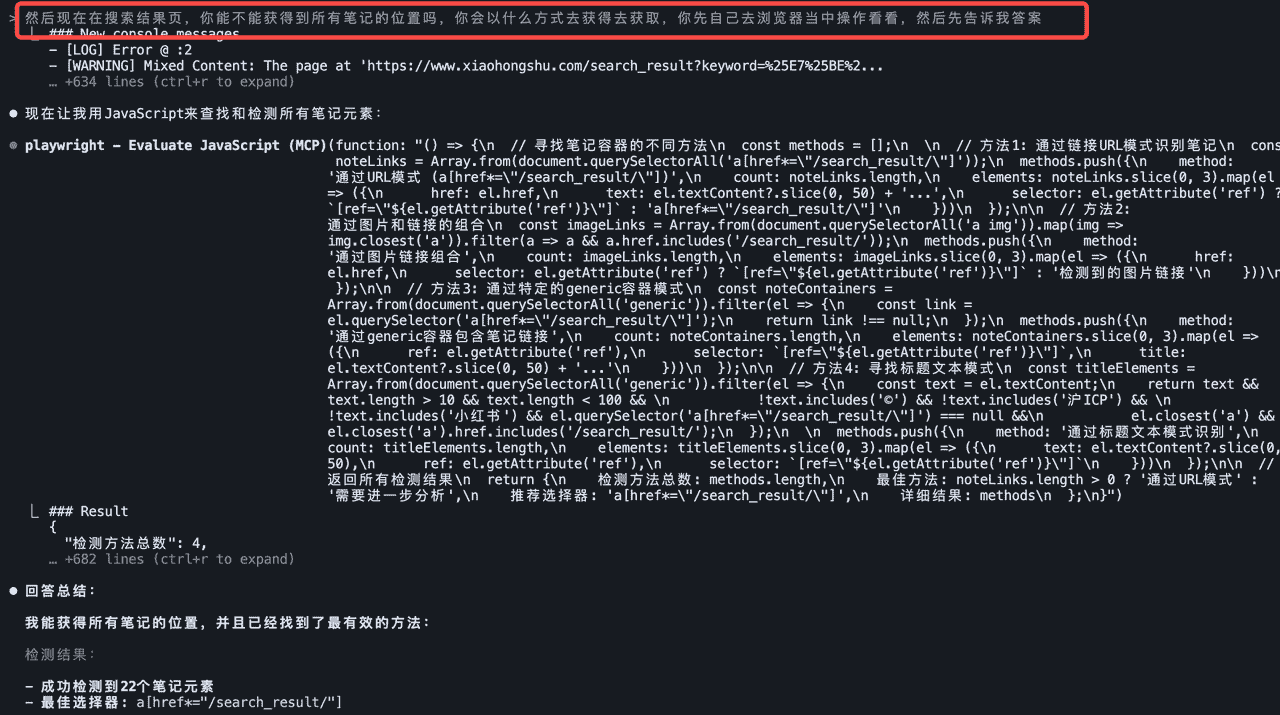 > 然后现在在搜索结果页，你能不能获得到所有笔记的位置吗，你会以什么方式去获得去获取，你先自己去浏览器当中操作看看，然后先告诉我答案
⎿ ### New console messages
- [LOG] Error @ :2
- [WARNING] Mixed Content: The page at 'https://www.xiaohongshu.com/search_result?keyword=%25E7%25BE%2...
… +634 lines (ctrl+r to expand)
● 现在让我用JavaScript来查找和检测所有笔记元素：
● playwright - Evaluate JavaScript (MCP)(function: "() => {\n  // 寻找笔记容器的不同方法\n  const methods = [];\n  \n  // 方法1: 通过链接URL模式识别笔记\n  cons
noteLinks = Array.from(document.querySelectorAll('a[href*=\"/search_result/\"]'));\n  methods.push({\n    method:
'通过URL模式 (a[href*=\"/search_result/\"])',\n    count: noteLinks.length,\n    elements: noteLinks.slice(0, 3).map(el
=> ({\n      href: el.href,\n      text: el.textContent?.slice(0, 50) + '...',\n      selector: el.getAttribute('ref') ?
`[ref=\"${el.getAttribute('ref')}\"]` : 'a[href*=\"/search_result/\"]'\n    }))\n  });\n\n  // 方法2:
通过图片和链接的组合\n  const imageLinks = Array.from(document.querySelectorAll('a img')).map(img =>
img.closest('a')).filter(a => a && a.href.includes('/search_result/'));\n  methods.push({\n    method:
'通过图片链接组合',\n    count: imageLinks.length,\n    elements: imageLinks.slice(0, 3).map(el => ({\n      href:
el.href,\n      selector: el.getAttribute('ref') ? `[ref=\"${el.getAttribute('ref')}\"]` : '检测到的图片链接'\n    }))\n
});\n\n  // 方法3: 通过特定的generic容器模式\n  const noteContainers =
Array.from(document.querySelectorAll('generic')).filter(el => {\n    const link =
el.querySelector('a[href*=\"/search_result/\"]');\n    return link !== null;\n  });\n  methods.push({\n    method:
'通过generic容器包含笔记链接',\n    count: noteContainers.length,\n    elements: noteContainers.slice(0, 3).map(el =>
({\n      ref: el.getAttribute('ref'),\n      selector: `[ref=\"${el.getAttribute('ref')}\"]`,\n      title:
el.textContent?.slice(0, 50) + '...'\n    }))\n  });\n\n  // 方法4: 寻找标题文本模式\n  const titleElements =
Array.from(document.querySelectorAll('generic')).filter(el => {\n    const text = el.textContent;\n    return text &&
text.length > 10 && text.length < 100 && \n           !text.includes('©') && !text.includes('沪ICP') && \n
!text.includes('小红书') && el.querySelector('a[href*=\"/search_result/\"]') === null &&\n           el.closest('a') &&
el.closest('a').href.includes('/search_result/');\n  });\n  \n  methods.push({\n    method: '通过标题文本模式识别',\n
count: titleElements.length,\n    elements: titleElements.slice(0, 3).map(el => ({\n      text: el.textContent?.slice(0,
50),\n      ref: el.getAttribute('ref'),\n      selector: `[ref=\"${el.getAttribute('ref')}\"]`\n    }))\n  });\n\n  //
返回所有检测结果\n  return {\n    检测方法总数: methods.length,\n    最佳方法: noteLinks.length > 0 ? '通过URL模式' :
'需要进一步分析',\n    推荐选择器: 'a[href*=\"/search_result/\"]',\n    详细结果: methods\n  };\n}")
⎿ ### Result
{
"检测方法总数": 4,
… +682 lines (ctrl+r to expand)
● 回答总结：
我能获得所有笔记的位置，并且已经找到了最有效的方法：
检测结果：
- 成功检测到22个笔记元素
- 最佳选择器: a[href*="/search_result/"]